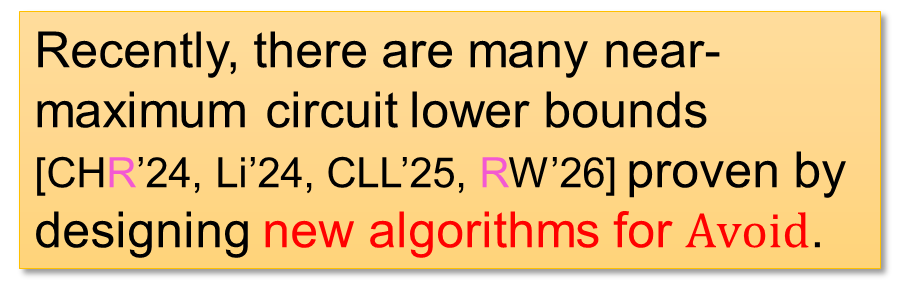 Recently, there are many near-
maximum circuit lower bounds
[CHR’24, Li’24, CLL’25, RW’26] proven by
designing new algorithms for Avoid.